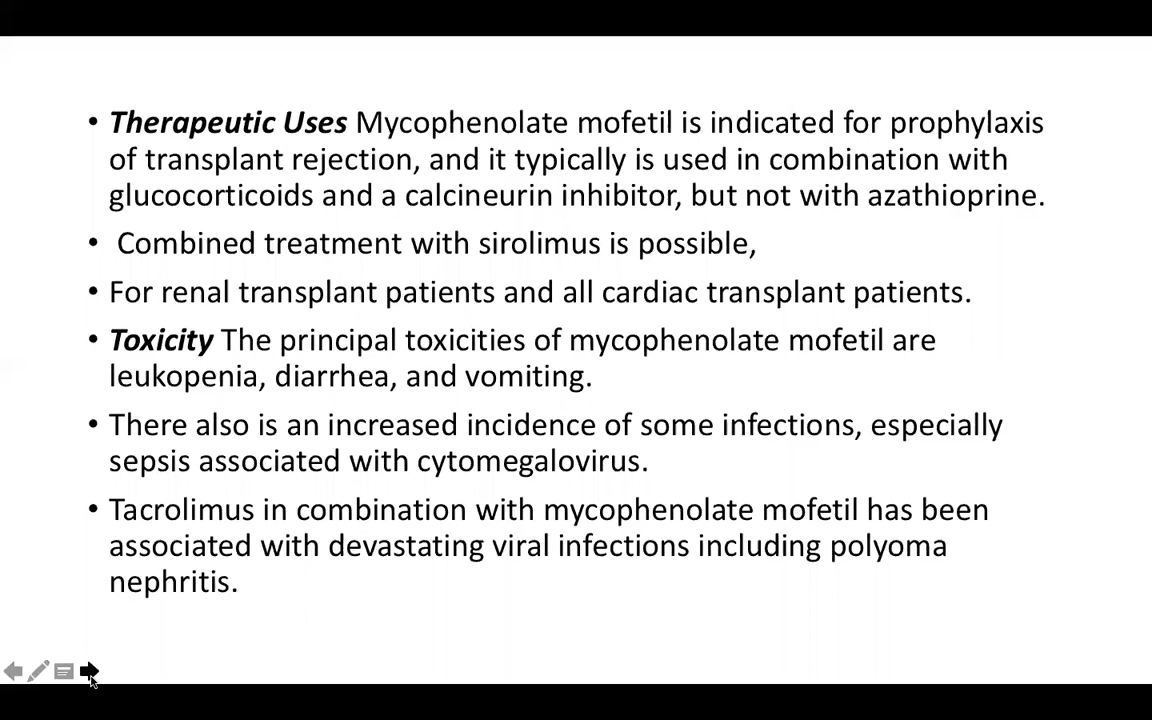 • Therapeutic Uses Mycophenolate mofetil is indicated for prophylaxis
of transplant rejection, and it typically is used in combination with
glucocorticoids and a calcineurin inhibitor, but not with azathioprine.
• Combined treatment with sirolimus is possible,
• For renal transplant patients and all cardiac transplant patients.
• Toxicity The principal toxicities of mycophenolate mofetil are
leukopenia, diarrhea, and vomiting.
• There also is an increased incidence of some infections, especially
sepsis associated with cytomegalovirus.
• Tacrolimus in combination with mycophenolate mofetil has been
associated with devastating viral infections including polyoma
nephritis.